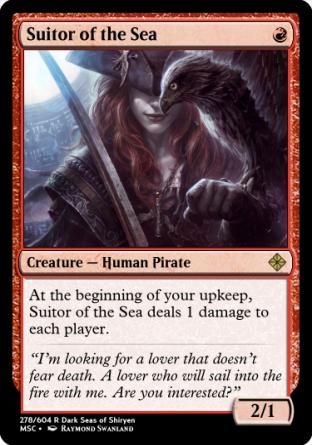 Suitor of the Sea
Creature — Human Pirate
At the beginning of your upkeep,
Suitor of the Sea deals 1 damage to
each player.
“I’m looking for a lover that doesn’t
fear death. A lover who will sail into the
fire with me. Are you interested?”
2/1
278/604 R Dark Seas of Shiryen
MSC • Raymond Swanland